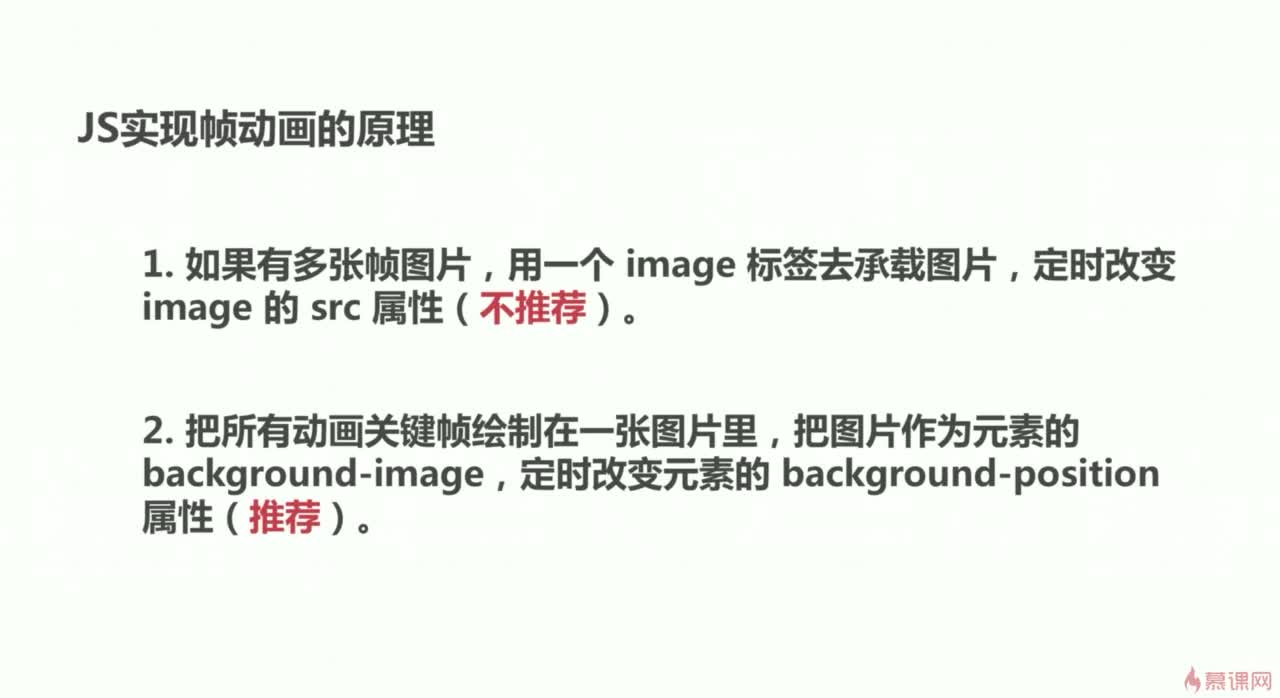 JS实现帧动画的原理
1. 如果有多张帧图片，用一个 image 标签去承载图片，定时改变
image 的 src 属性（不推荐）。
2. 把所有动画关键帧绘制在一张图片里，把图片作为元素的
background-image，定时改变元素的 background-position
属性（推荐）。
慕课网